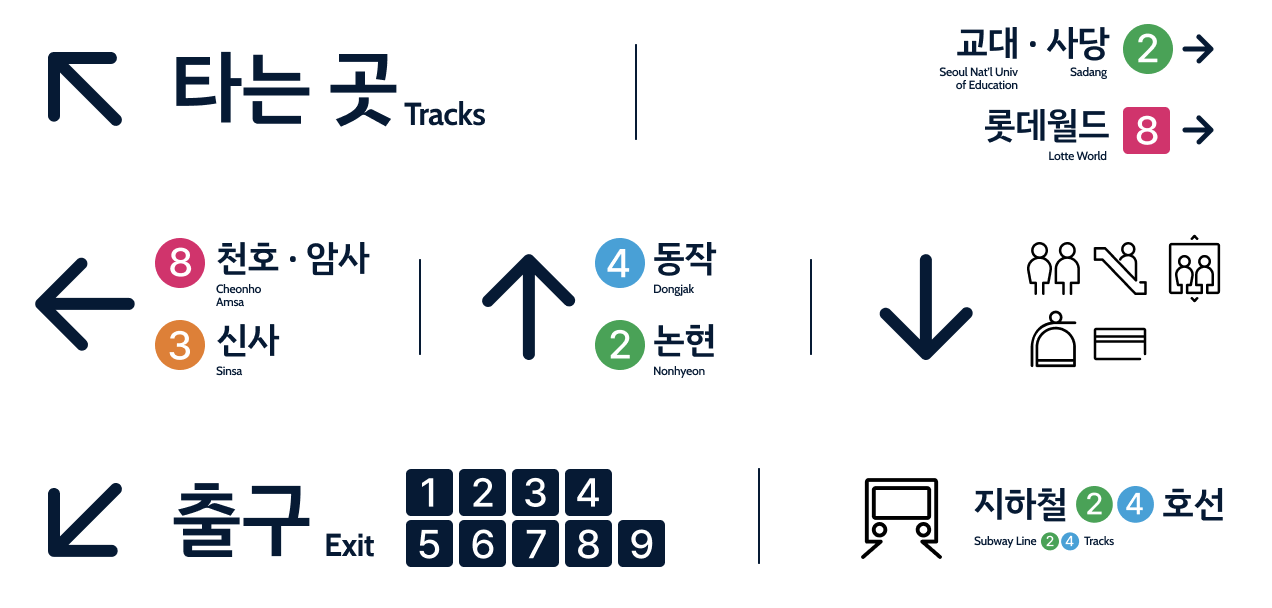 타는 곳 Tracks
교대 · 사당 2
Seoul Nat'l Univ
of Education
Sadang
롯데월드 8
Lotte World
8 천호 · 암사
Cheonho
Amsa
3 신사
Sinsa
4 동작
Dongjak
2 논현
Nonhyeon
출구 Exit
1 2 3 4
5 6 7 8 9
지하철 2 4 호선
Subway Line 2 4 Tracks